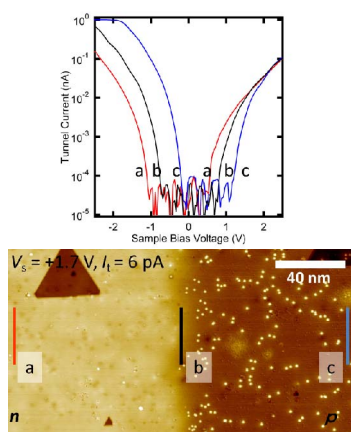 10⁰
10⁻¹
10⁻²
10⁻³
10⁻⁴
10⁻⁵
Tunnel Current (nA)
a b c a b c
-2 -1 0 1 2
Sample Bias Voltage (V)
Vₛ = +1.7 V, Iₜ = 6 pA
40 nm
a
b
c
n
p